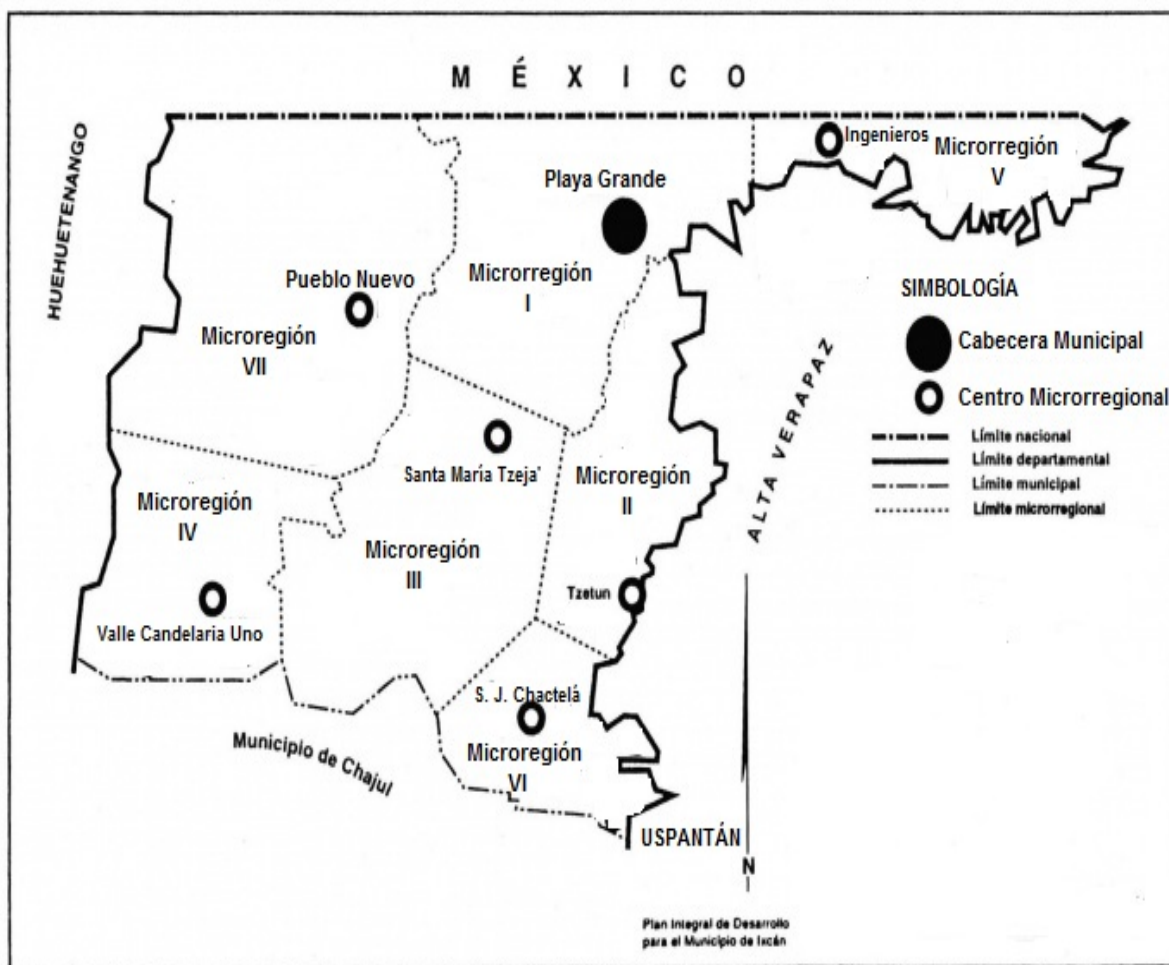 MÉXICO
HUEHUETENANGO
Ingenieros
Microrregión
V
Playa Grande
Pueblo Nuevo
Microrregión
I
SIMBOLOGÍA
Microregión
VII
Cabecera Municipal
Centro Microrregional
ALTA VERAPAZ
Límite nacional
Límite departamental
Límite municipal
Límite microrregional
Santa María Tzeja'
Microregión
II
Microregión
IV
Microregión
III
Tzetun
Valle Candelaria Uno
S. J. Chactelá
Municipio de Chajul
Microregión
VI
USPANTÁN
N
Plan Integral de Desarrollo
para el Municipio de Ixcán